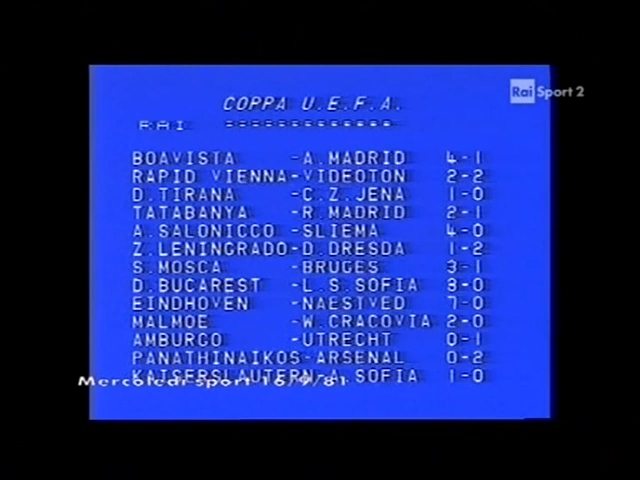 COPPA U.E.F.A.
Rai Sport 2
RAI =============
BOAVISTA -A.MADRID 4-1
RAPID VIENNA-VIDEOTON 2-2
D.TIRANA -C.Z.JENA 1-0
TATABANYA -R.MADRID 2-1
A.SALONICCO -SLIEMA 4-0
Z.LENINGRADO-D.DRESDA 1-2
S.MOSCA -BRUGES 3-1
D.BUCAREST -L.S.SOFIA 3-0
EINDHOVEN -NAESTVED 7-0
MALMOE -W.CRACOVIA 2-0
AMBURGO -UTRECHT 0-1
PANATHINAIKOS-ARSENAL 0-2
KAISERSLAUTERN-A.SOFIA 1-0
Mercoledì sport 16/9/81